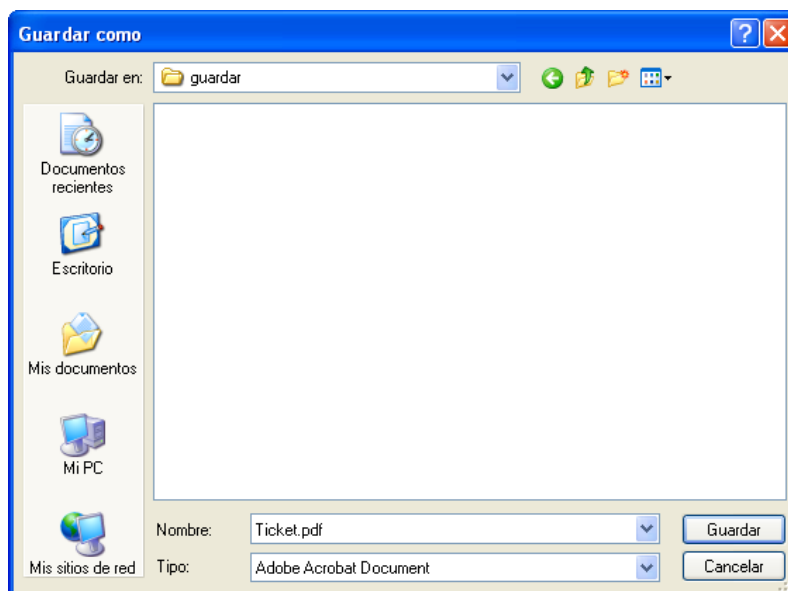 Guardar como
Guardar en: guardar
Documentos
recientes
Escritorio
Mis documentos
Mi PC
Mis sitios de red
Nombre: Ticket.pdf Guardar
Tipo: Adobe Acrobat Document Cancelar